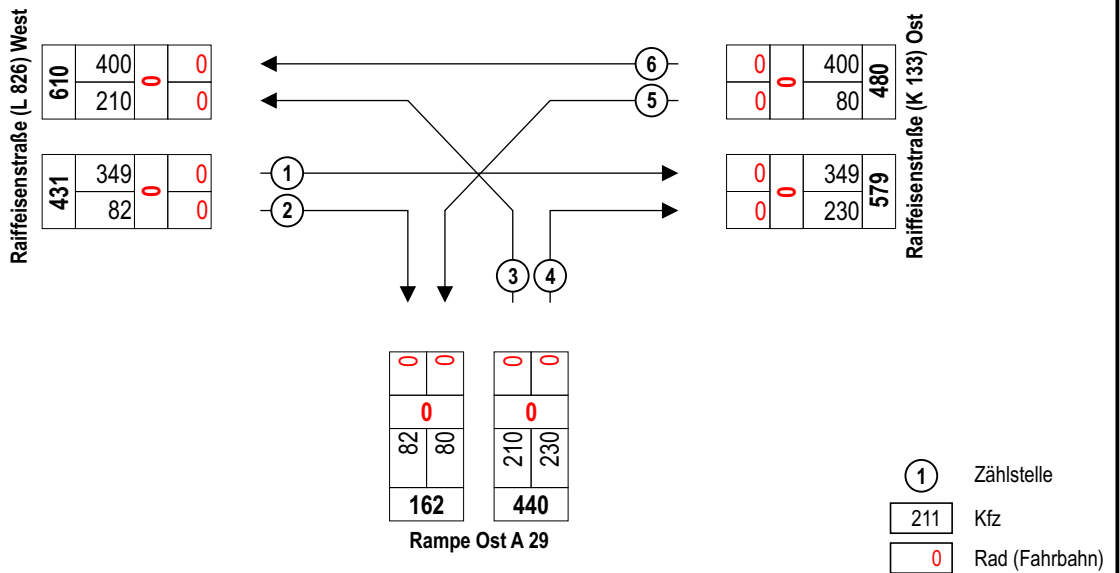 Raiffeisenstraße (L 826) West
610 400 0 0
210 0
431 349 0 0
82 0
6
5
1
2
3 4
0 0 400 480
0 80
0 0 349 579
0 230
Raiffeisenstraße (K 133) Ost
0 0 0 0
0 0
82 80 210 230
162 440
Rampe Ost A 29
1 Zählstelle
211 Kfz
0 Rad (Fahrbahn)